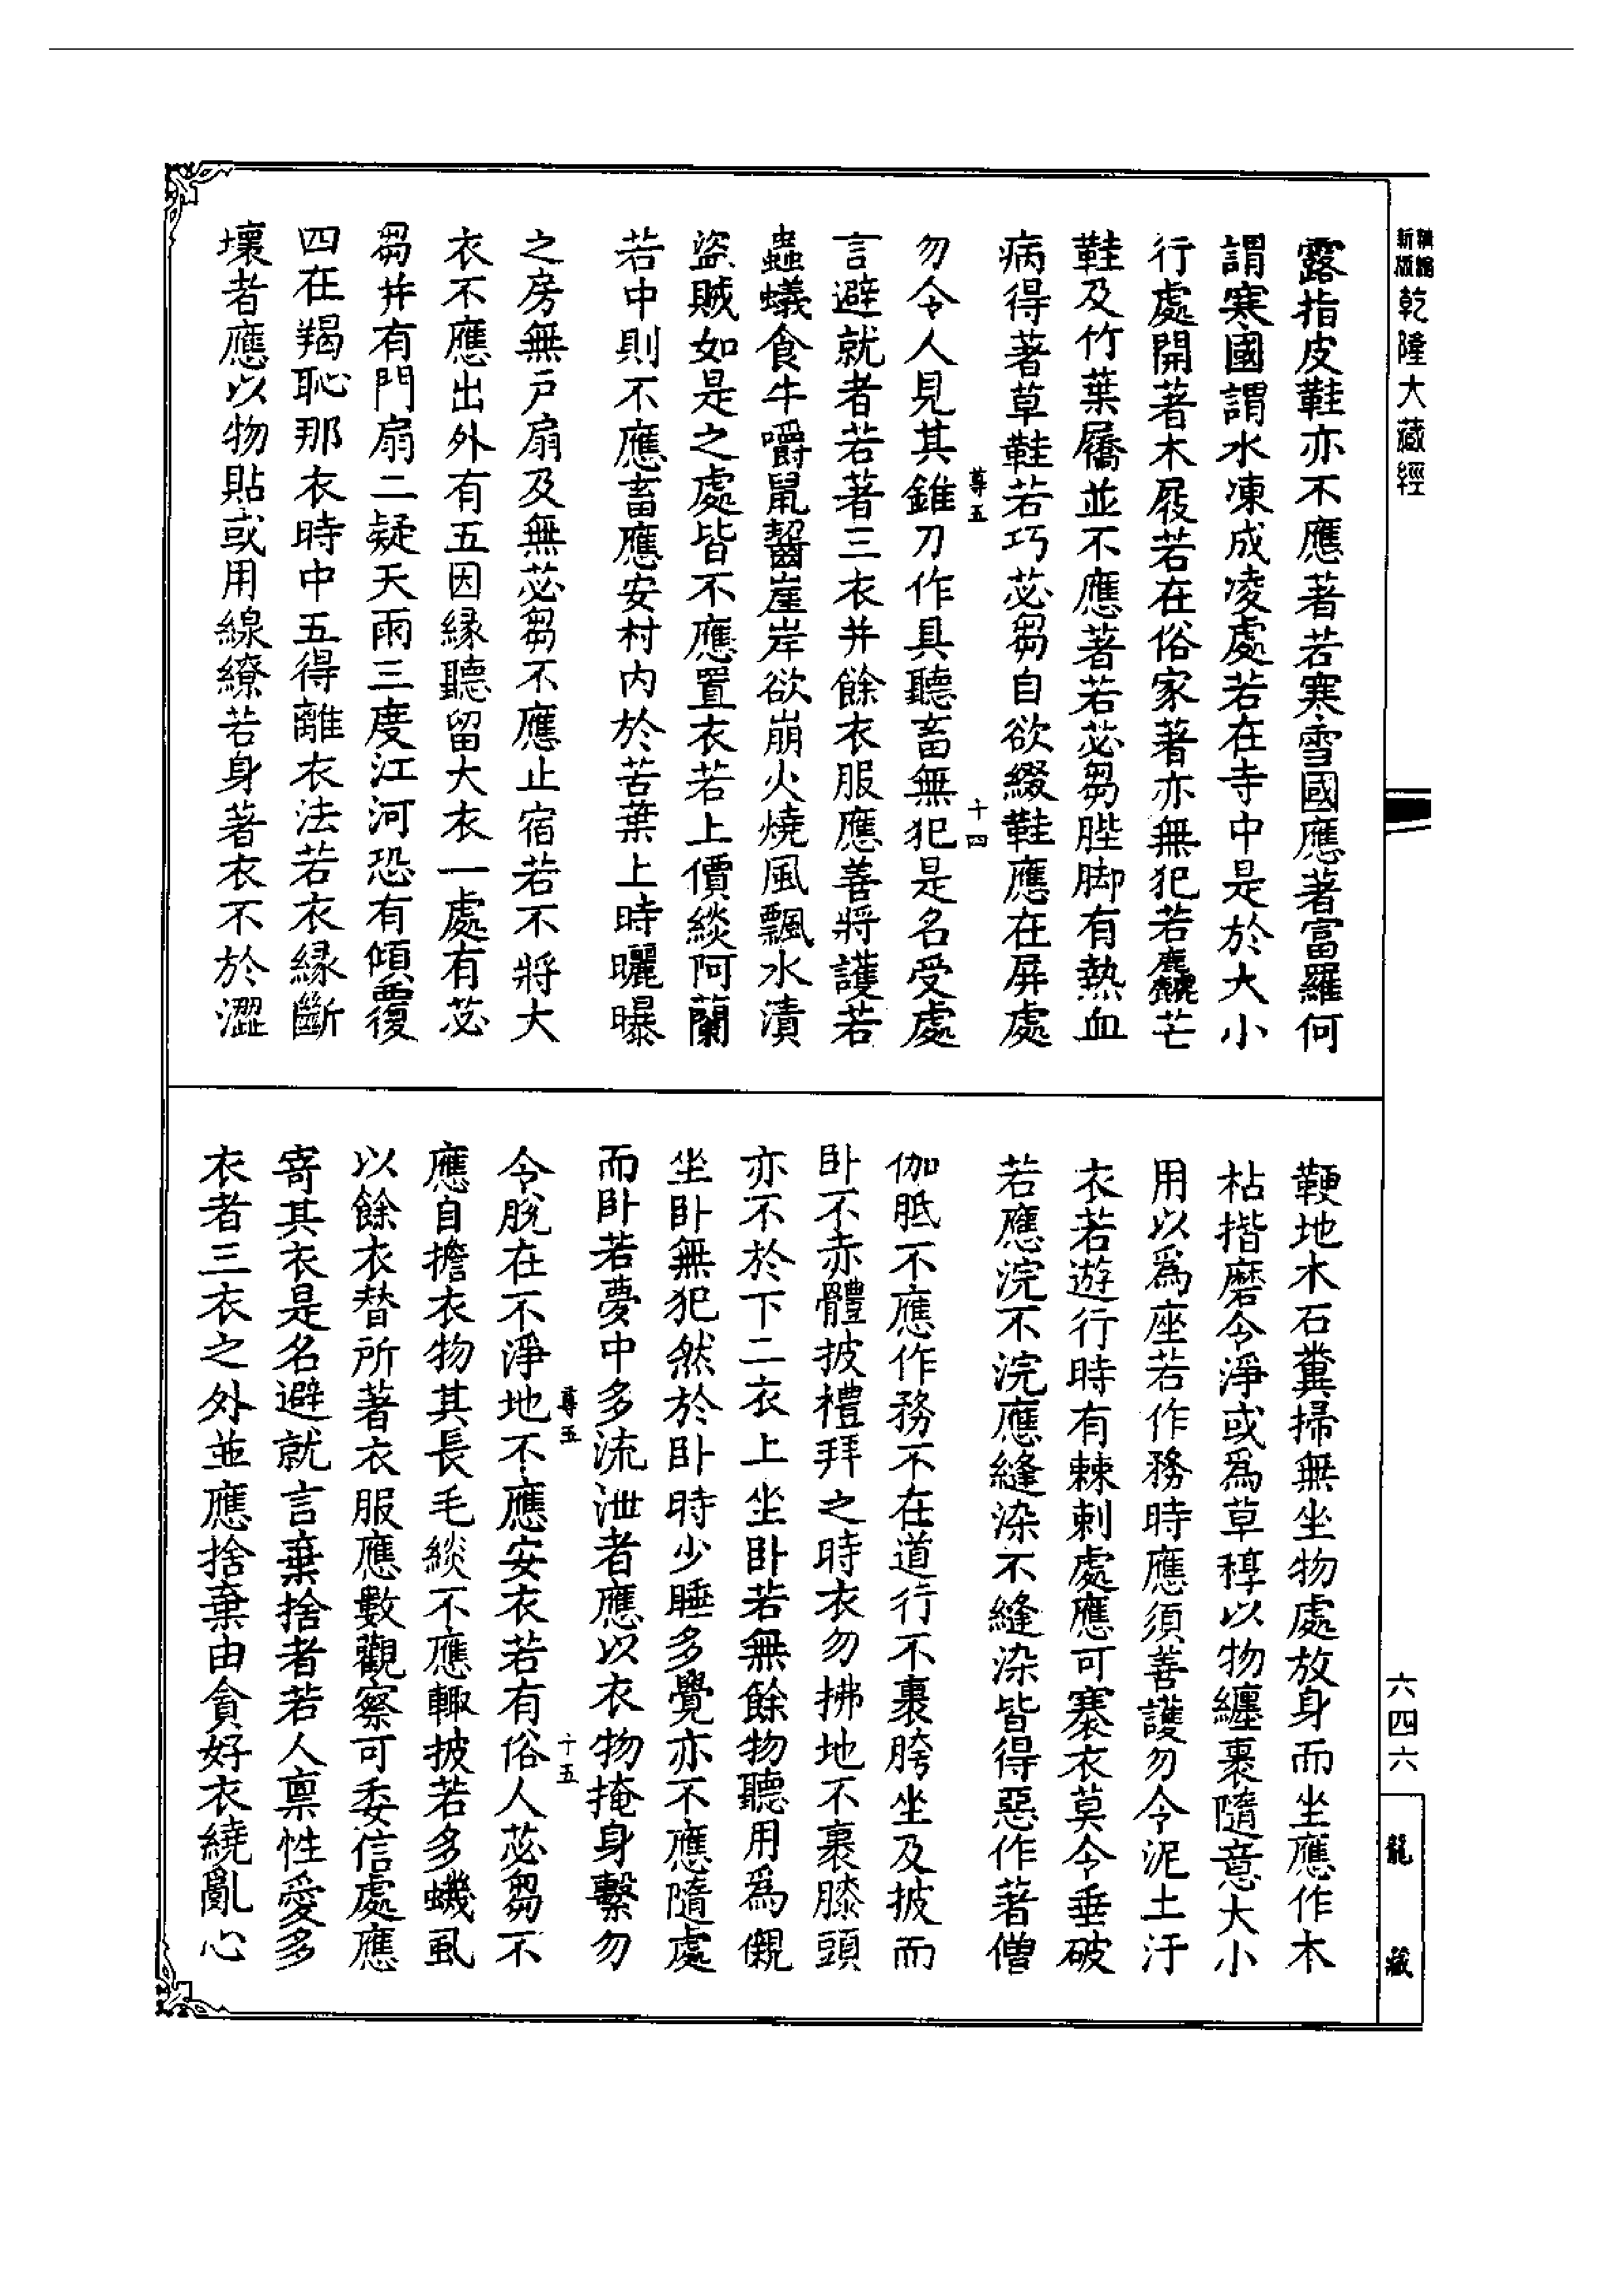 新編
新版
乾隆大藏經
露指皮鞋亦不應著若寒雪國應著富羅何
謂寒國謂水凍成凌處若在寺中是於大小
行處開著木屐若在俗家著亦無犯若麁芒
鞋及竹葉屩並不應著若苾芻脞脚有熱血
病得著草鞋若巧苾芻自欲綴鞋應在屏處
尊五
十四
勿令人見其錐刀作具聽畜無犯是名受處
言避就者若著三衣并餘衣服應善將護若
蟲蟻食牛嚼鼠齧崖岸欲崩火燒風飄水漬
盜賊如是之處皆不應置衣若上價緂阿蘭
若中則不應畜應安村內於苦葉上時曬曝
之房無戶扇及無苾芻不應止宿若不將大
衣不應出外有五因緣聽留大衣一處有苾
芻并有門扇二疑天雨三度江河恐有傾覆
四在羯恥那衣時中五得離衣法若衣緣斷
壞者應以物貼或用線繚若身著衣不於澀
鞕地木石糞掃無坐物處放身而坐應作木
枯揩磨令淨或為草稕以物纏裹隨意大小
用以為座若作務時應須善護勿令泥土汙
衣若遊行時有棘刺處應可褰衣莫令垂破
若應浣不浣應縫染不縫染皆得惡作著僧
伽胝不應作務不在道行不裹胯坐及披而
臥不赤體披禮拜之時衣勿拂地不裹膝頭
亦不於下二衣上坐臥若無餘物聽用為儭
坐臥無犯然於臥時少睡多覺亦不應隨處
而臥若夢中多流泄者應以衣物掩身繫勿
尊五
十五
令脫在不淨地不應安衣若有俗人苾芻不
應自擔衣物其長毛緂不應輙披若多蟣虱
以餘衣替所著衣服應數觀察可委信處應
寄其衣是名避就言棄捨者若人稟性愛多
衣者三衣之外並應捨棄由貪好衣繞亂心
六四六
龍藏